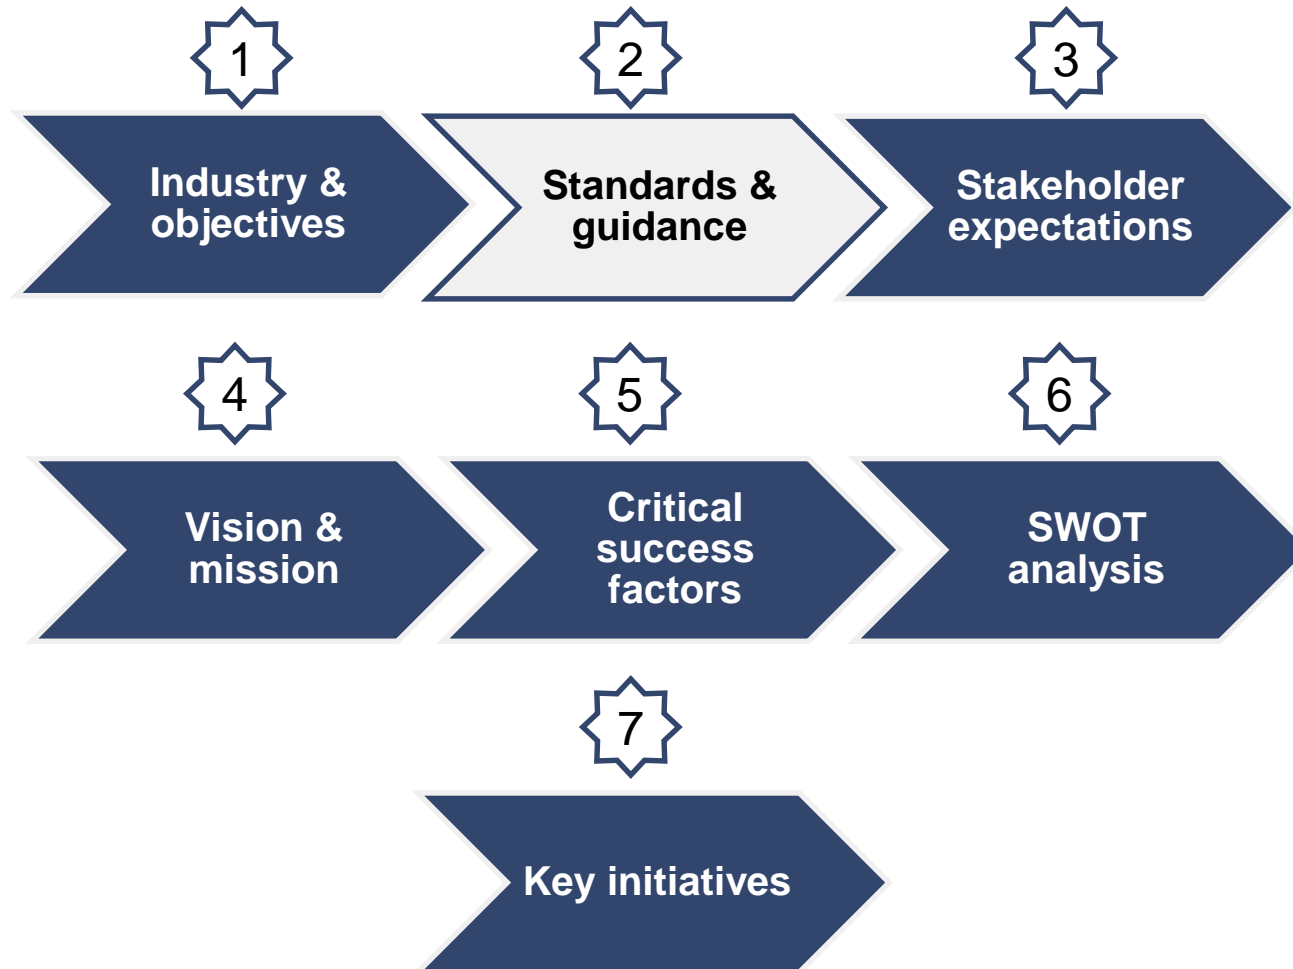 1
2
3
Industry &
objectives
Standards &
guidance
Stakeholder
expectations
4
5
6
Vision &
mission
Critical
success
factors
SWOT
analysis
7
Key initiatives